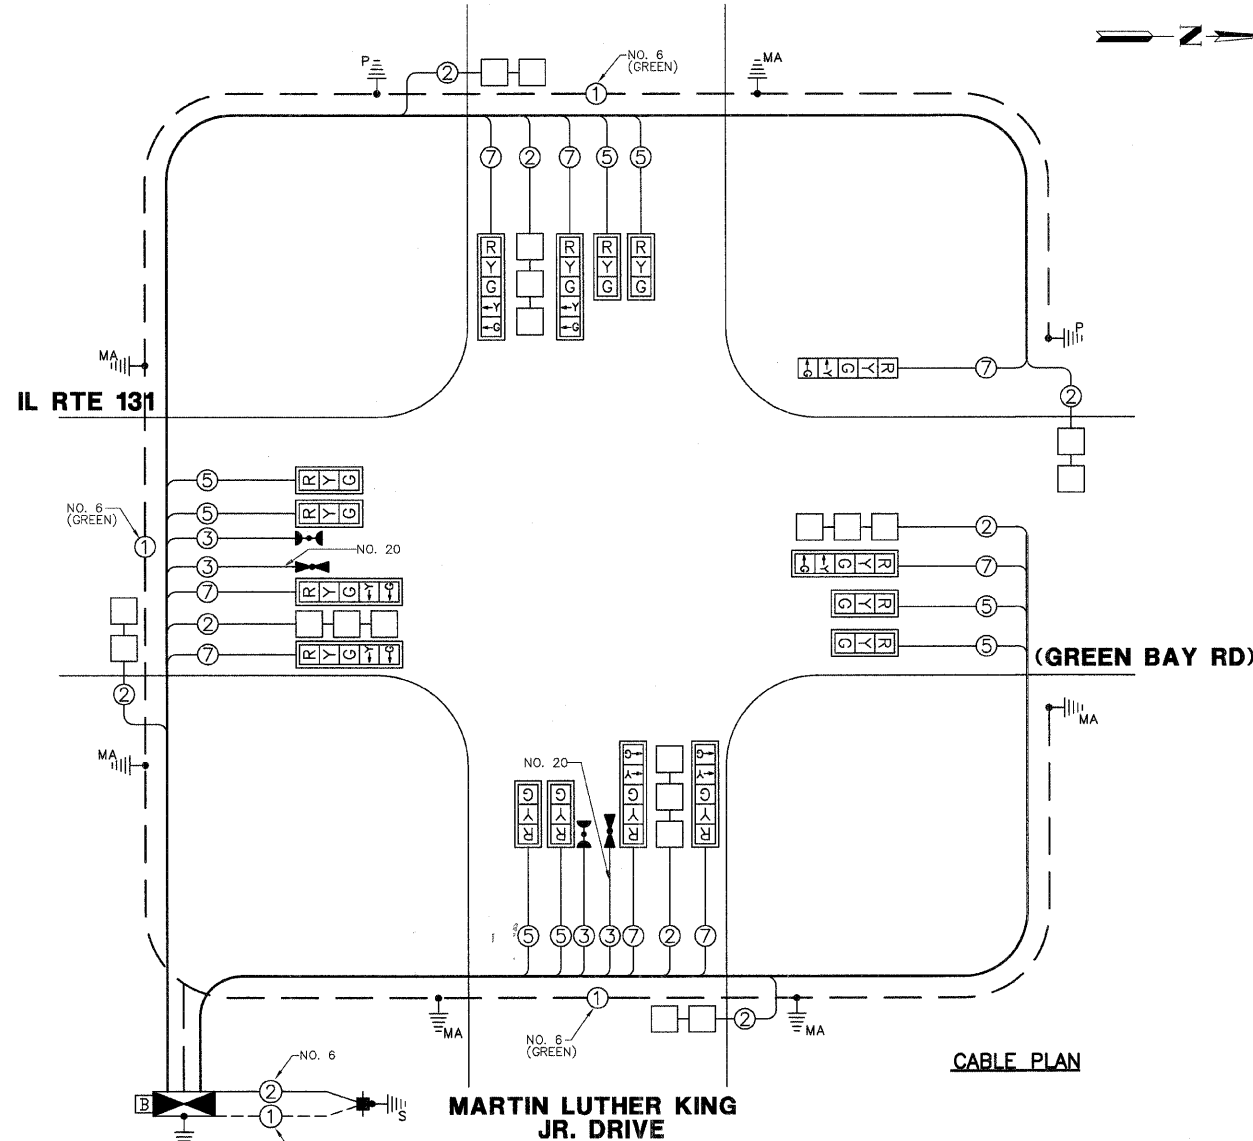 N
NO. 6
(GREEN)
P
MA
2
1
7
2
7
5
5
R
Y
G
←Y
←G
R
Y
G
←Y
←G
R
Y
G
R
Y
G
MA
P
R Y G ←Y ←G
7
2
IL RTE 131
5
R Y G
5
R Y G
3
NO. 20
3
7
R Y G ←Y ←G
2
7
R Y G ←Y ←G
NO. 6
(GREEN)
1
2
MA
2
R Y G ←Y ←G
7
R Y G
5
R Y G
5
(GREEN BAY RD)
MA
NO. 20
R Y G
R Y G
R Y G ←Y ←G
R Y G ←Y ←G
5
5
3
3
7
2
7
1
2
MA
MA
NO. 6
(GREEN)
CABLE PLAN
NO. 6
2
B
1
S
MARTIN LUTHER KING
JR. DRIVE